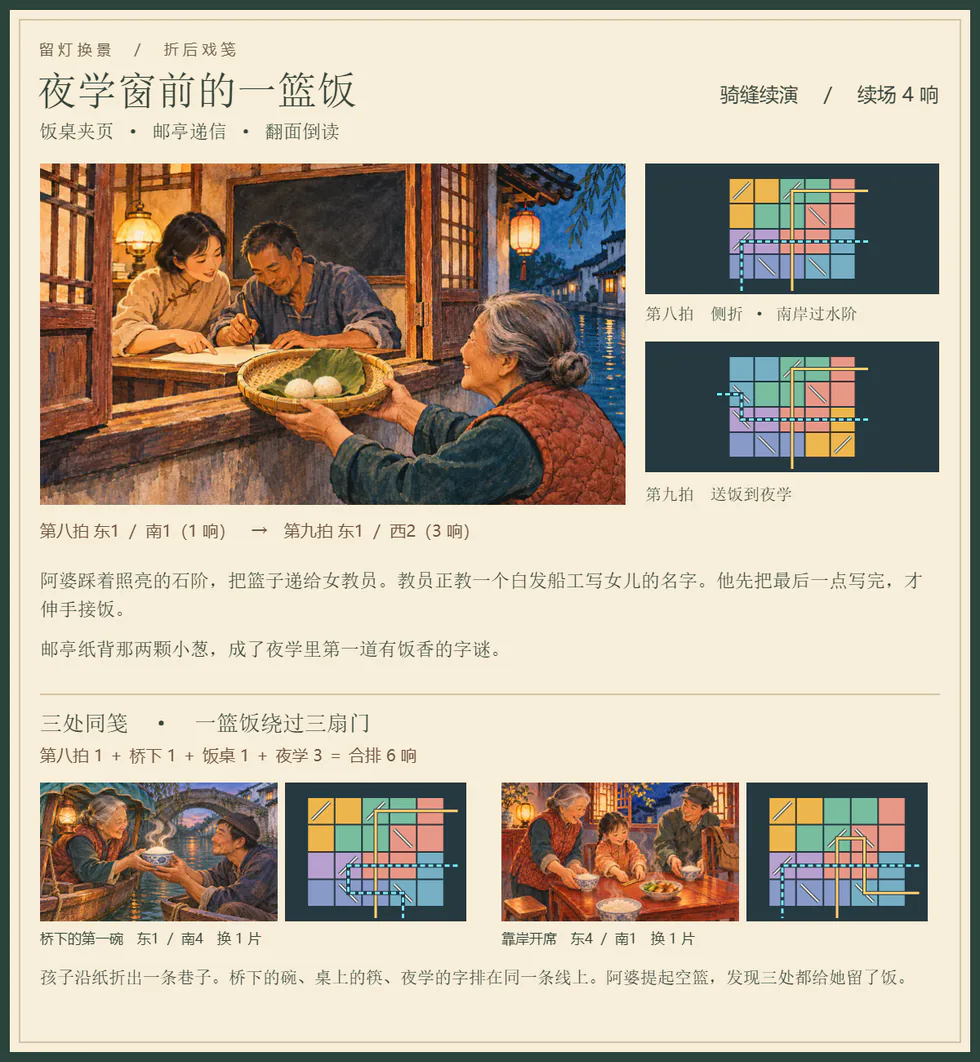 留灯换景 / 折后戏笺
夜学窗前的一篮饭
骑缝续演 / 续场 4 响
饭桌夹页 • 邮亭递信 • 翻面倒读
第八拍 侧折 • 南岸过水阶
第九拍 送饭到夜学
第八拍 东1 / 南1（1 响） → 第九拍 东1 / 西2（3 响）
阿婆踩着照亮的石阶，把篮子递给女教员。教员正教一个白发船工写女儿的名字。他先把最后一点写完，才
伸手接饭。
邮亭纸背那两颗小葱，成了夜学里第一道有饭香的字谜。
三处同笺 • 一篮饭绕过三扇门
第八拍 1 + 桥下 1 + 饭桌 1 + 夜学 3 = 合排 6 响
桥下的第一碗 东1 / 南4 换 1 片
靠岸开席 东4 / 南1 换 1 片
孩子沿纸折出一条巷子。桥下的碗、桌上的筷、夜学的字排在同一条线上。阿婆提起空篮，发现三处都给她留了饭。